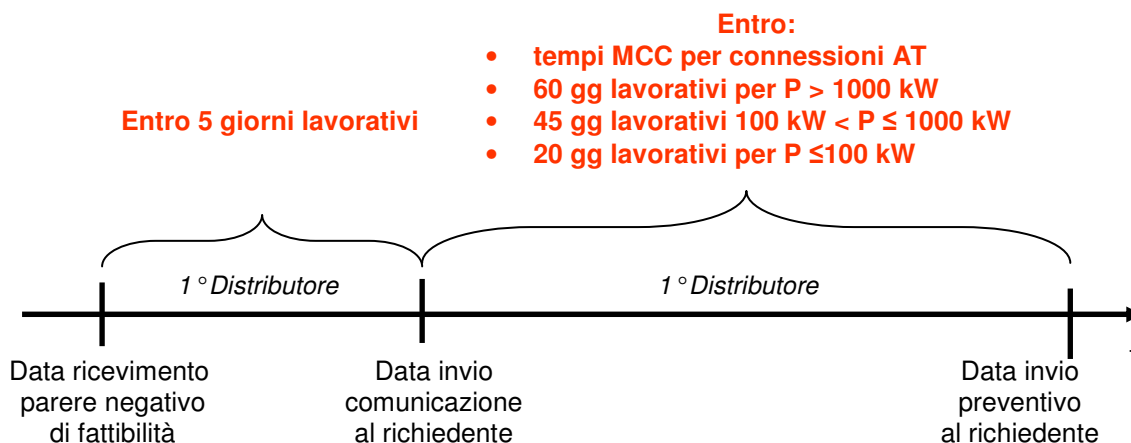 Entro:
• tempi MCC per connessioni AT
• 60 gg lavorativi per P > 1000 kW
Entro 5 giorni lavorativi
• 45 gg lavorativi 100 kW < P ≤ 1000 kW
• 20 gg lavorativi per P ≤100 kW
1° Distributore
1° Distributore
Data ricevimento
parere negativo
di fattibilità
Data invio
comunicazione
al richiedente
Data invio
preventivo
al richiedente